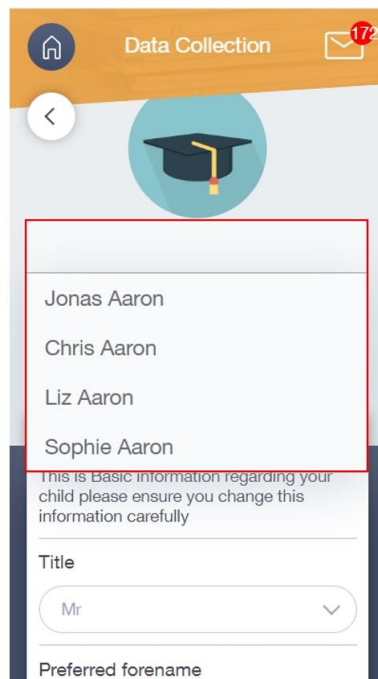 Data Collection
172
Jonas Aaron
Chris Aaron
Liz Aaron
Sophie Aaron
This is Basic information regarding your
child please ensure you change this
information carefully
Title
Mr
Preferred forename